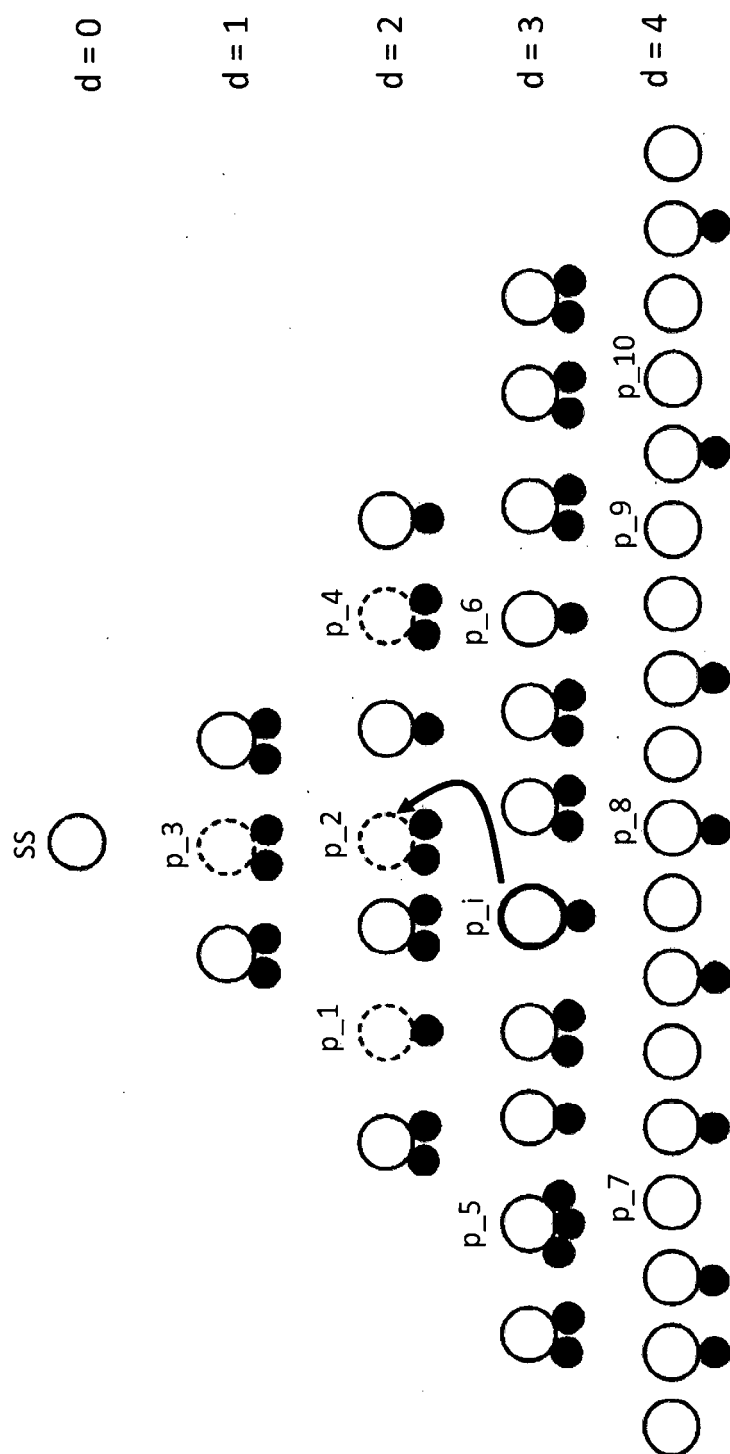 SS
d = 0
p_3
d = 1
p_1
p_2
p_4
d = 2
p_5
p_i
p_6
d = 3
p_7
p_8
p_9
p_10
d = 4